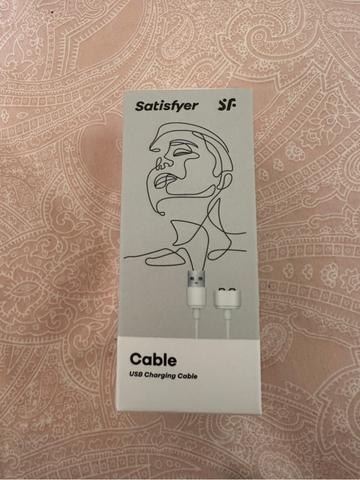 Satisfyer SF
Cable
USB Charging Cable